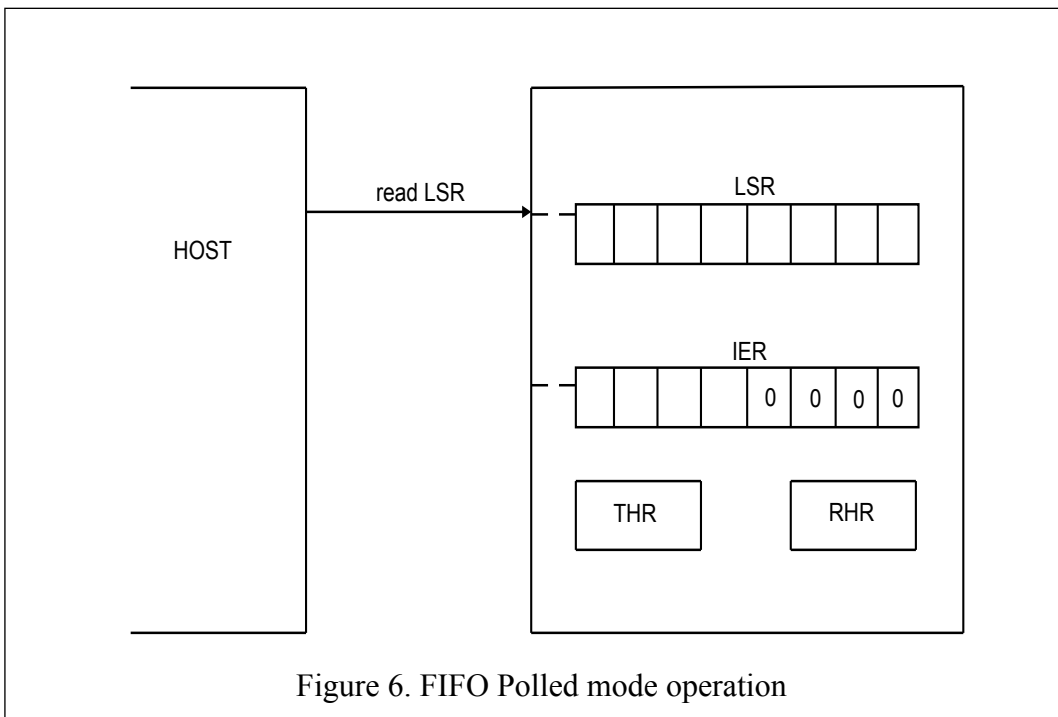 read LSR
LSR
HOST
IER
0 0 0 0
THR RHR
Figure 6. FIFO Polled mode operation